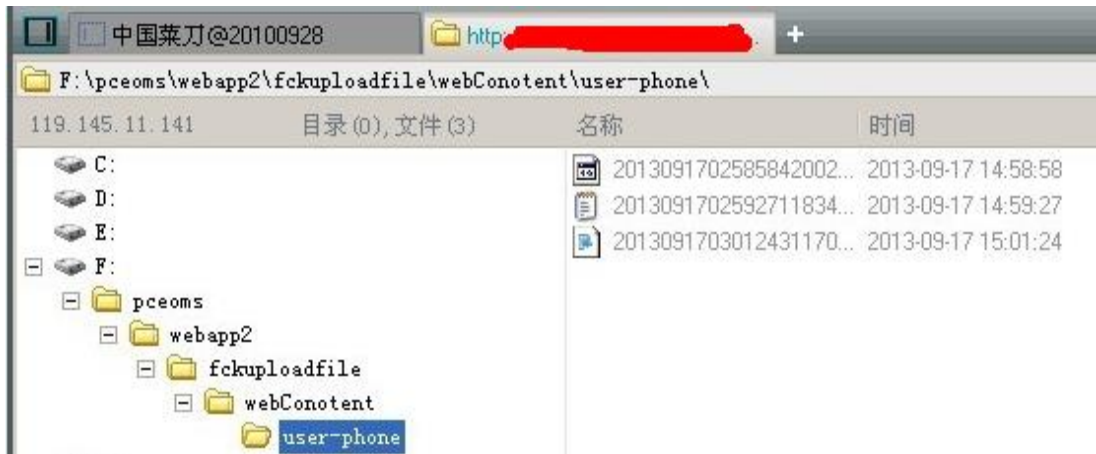 中国菜刀@20100928
http
+
F:\pceoms\webapp2\fckuploadfile\webConotent\user-phone\
119.145.11.141 目录(0),文件(3) 名称 时间
C: 2013091702585842002... 2013-09-17 14:58:58
D: 2013091702592711834... 2013-09-17 14:59:27
E: 2013091703012431170... 2013-09-17 15:01:24
F:
pceoms
webapp2
fckuploadfile
webConotent
user-phone